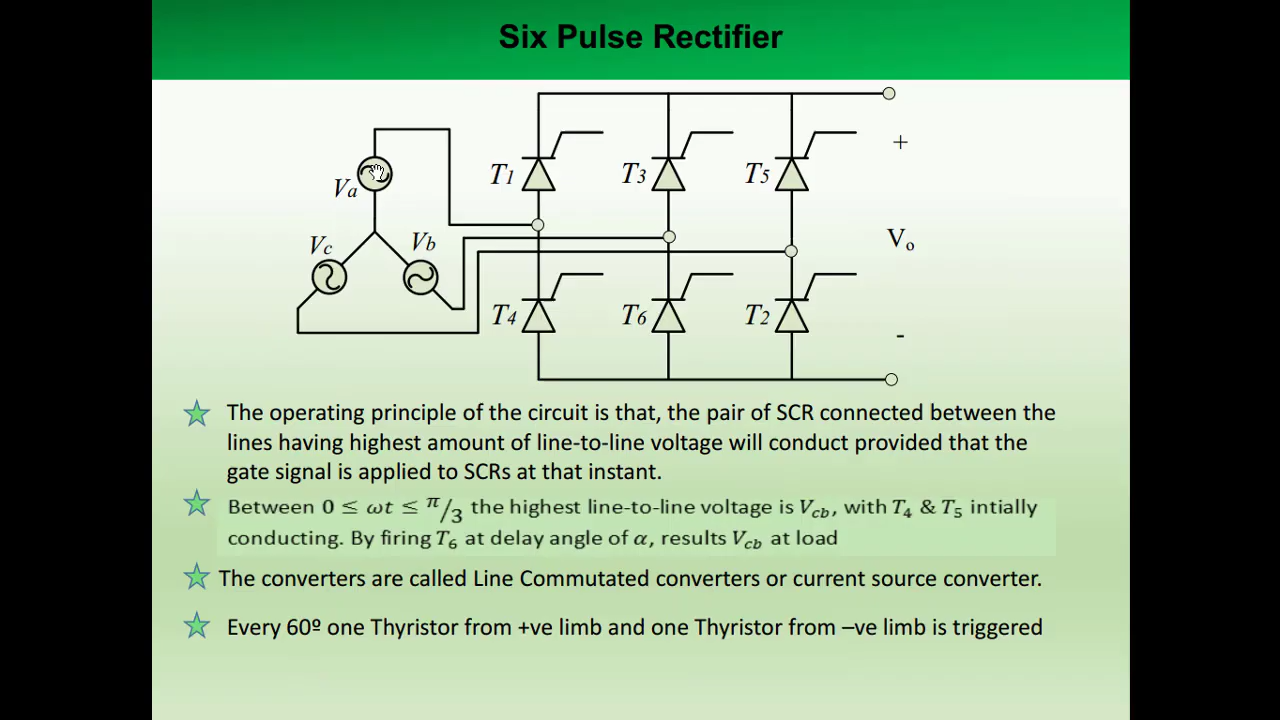 Six Pulse Rectifier
+
T1
T3
T5
Va
Vc
Vb
Vo
T4
T6
T2
-
The operating principle of the circuit is that, the pair of SCR connected between the
lines having highest amount of line-to-line voltage will conduct provided that the
gate signal is applied to SCRs at that instant.
Between 0 ≤ ωt ≤ π/3 the highest line-to-line voltage is Vcb, with T4 & T5 intially
conducting. By firing T6 at delay angle of α, results Vcb at load
The converters are called Line Commutated converters or current source converter.
Every 60º one Thyristor from +ve limb and one Thyristor from –ve limb is triggered